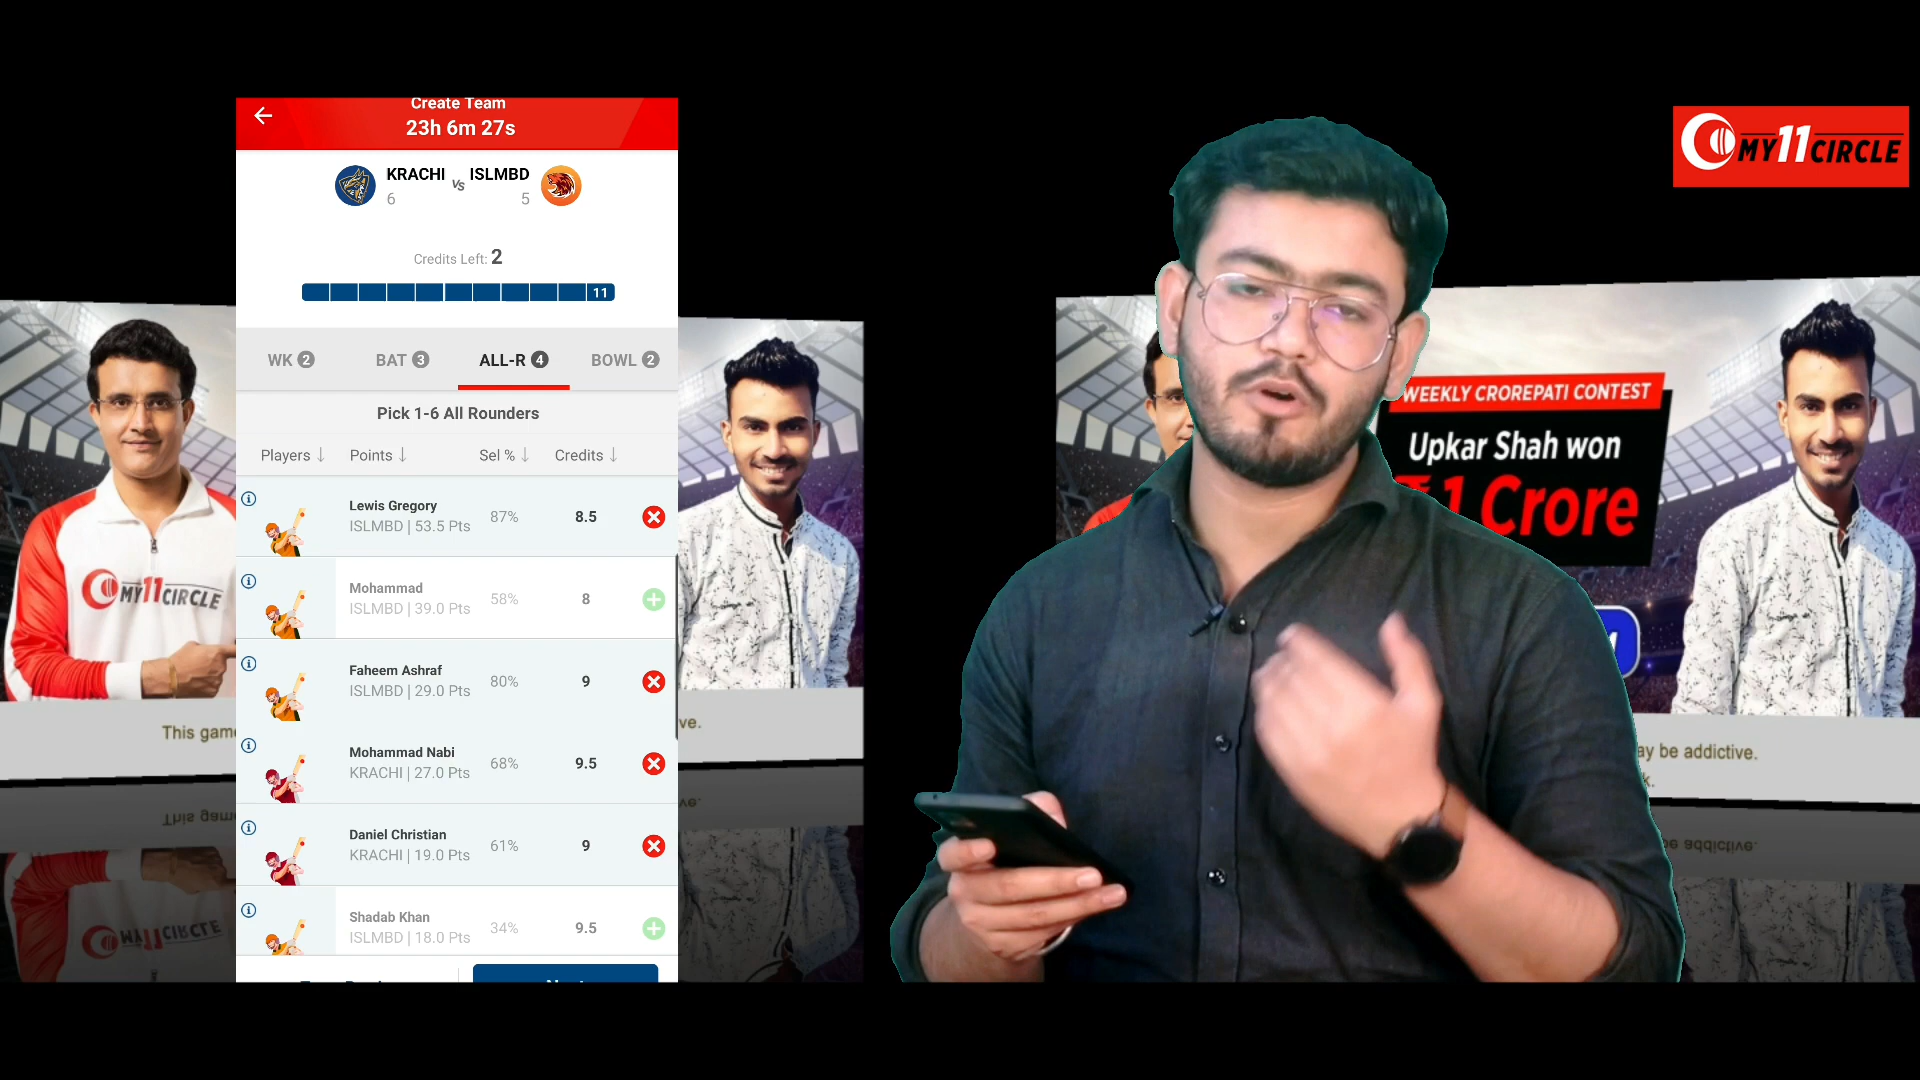 Create Team
23h 6m 27s
KRACHI vs ISLMBD
6 5
Credits Left: 2
11
WK 2 BAT 3 ALL-R 4 BOWL 2
Pick 1-6 All Rounders
Players ↓ Points ↓ Sel % ↓ Credits ↓
Lewis Gregory
ISLMBD | 53.5 Pts 87% 8.5
Mohammad
ISLMBD | 39.0 Pts 58% 8
Faheem Ashraf
ISLMBD | 29.0 Pts 80% 9
Mohammad Nabi
KRACHI | 27.0 Pts 68% 9.5
Daniel Christian
KRACHI | 19.0 Pts 61% 9
Shadab Khan
ISLMBD | 18.0 Pts 34% 9.5
MY11CIRCLE
This game
ve.
MY11CIRCLE
WEEKLY CROREPATI CONTEST
Upkar Shah won
₹1 Crore
may be addictive.